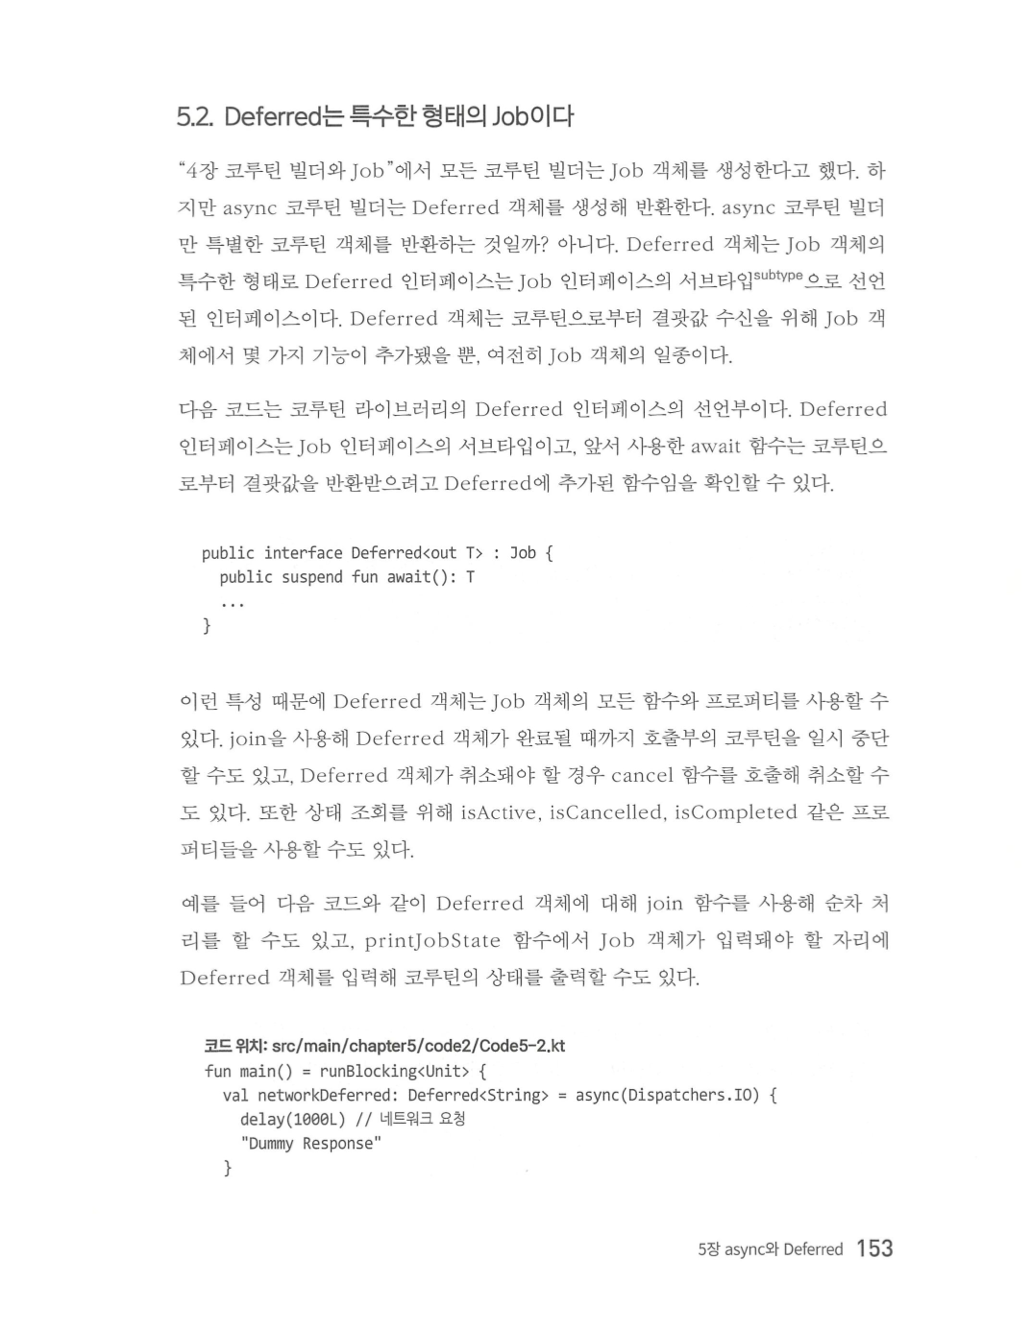 5.2. Deferred는 특수한 형태의 Job이다
“4장 코루틴 빌더와 Job”에서 모든 코루틴 빌더는 Job 객체를 생성한다고 했다. 하
지만 async 코루틴 빌더는 Deferred 객체를 생성해 반환한다. async 코루틴 빌더
만 특별한 코루틴 객체를 반환하는 것일까? 아니다. Deferred 객체는 Job 객체의
특수한 형태로 Deferred 인터페이스는 Job 인터페이스의 서브타입subtype으로 선언
된 인터페이스이다. Deferred 객체는 코루틴으로부터 결괏값 수신을 위해 Job 객
체에서 몇 가지 기능이 추가됐을 뿐, 여전히 Job 객체의 일종이다.
다음 코드는 코루틴 라이브러리의 Deferred 인터페이스의 선언부이다. Deferred
인터페이스는 Job 인터페이스의 서브타입이고, 앞서 사용한 await 함수는 코루틴으
로부터 결괏값을 반환받으려고 Deferred에 추가된 함수임을 확인할 수 있다.
public interface Deferred<out T> : Job {
  public suspend fun await(): T
  ...
}
이런 특성 때문에 Deferred 객체는 Job 객체의 모든 함수와 프로퍼티를 사용할 수
있다. join을 사용해 Deferred 객체가 완료될 때까지 호출부의 코루틴을 일시 중단
할 수도 있고, Deferred 객체가 취소돼야 할 경우 cancel 함수를 호출해 취소할 수
도 있다. 또한 상태 조회를 위해 isActive, isCancelled, isCompleted 같은 프로
퍼티들을 사용할 수도 있다.
예를 들어 다음 코드와 같이 Deferred 객체에 대해 join 함수를 사용해 순차 처
리를 할 수도 있고, printJobState 함수에서 Job 객체가 입력돼야 할 자리에
Deferred 객체를 입력해 코루틴의 상태를 출력할 수도 있다.
코드 위치: src/main/chapter5/code2/Code5-2.kt
fun main() = runBlocking<Unit> {
  val networkDeferred: Deferred<String> = async(Dispatchers.IO) {
    delay(1000L) // 네트워크 요청
    "Dummy Response"
  }
5장 async와 Deferred 153